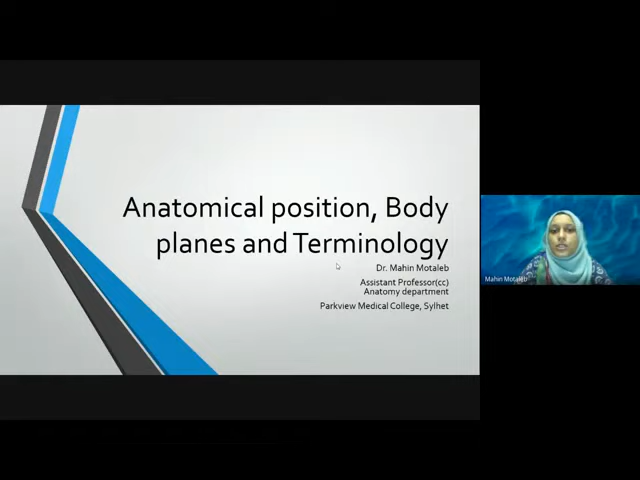 Anatomical position, Body
planes and Terminology
Dr. Mahin Motaleb
Assistant Professor(cc)
Anatomy department
Parkview Medical College, Sylhet
Mahin Motaleb